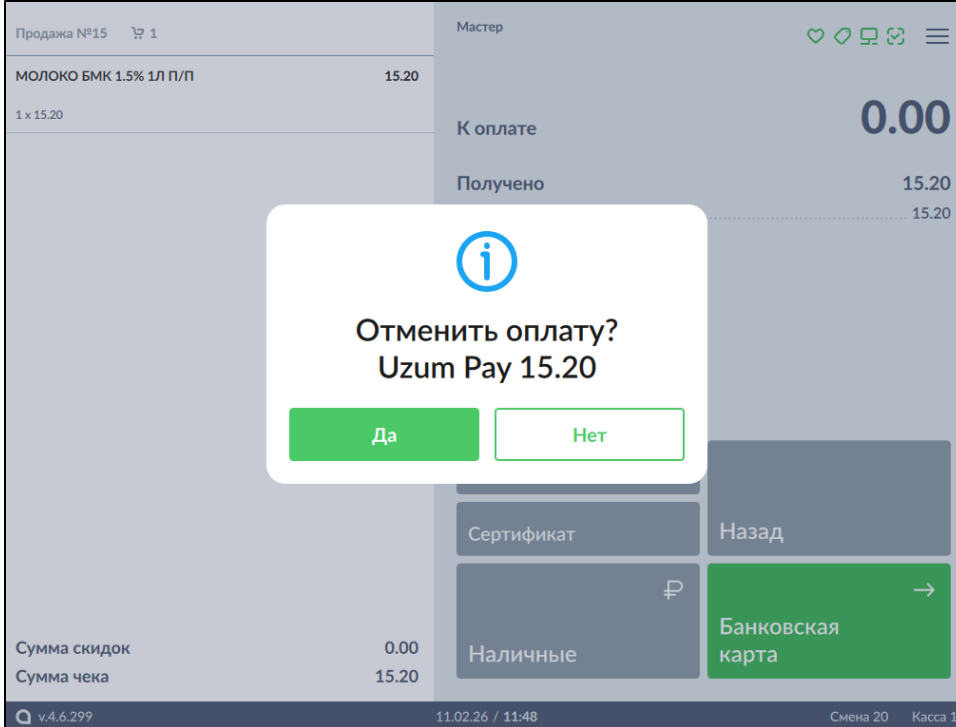 Продажа №15 1
МОЛОКО БМК 1.5% 1Л П/П 15.20
1 x 15.20
Сумма скидок 0.00
Сумма чека 15.20
Мастер
К оплате 0.00
Получено 15.20
15.20
Отменить оплату?
Uzum Pay 15.20
Да Нет
Сертификат
Назад
₽
Наличные
Банковская
карта
v.4.6.299 11.02.26 / 11:48 Смена 20 Касса 1